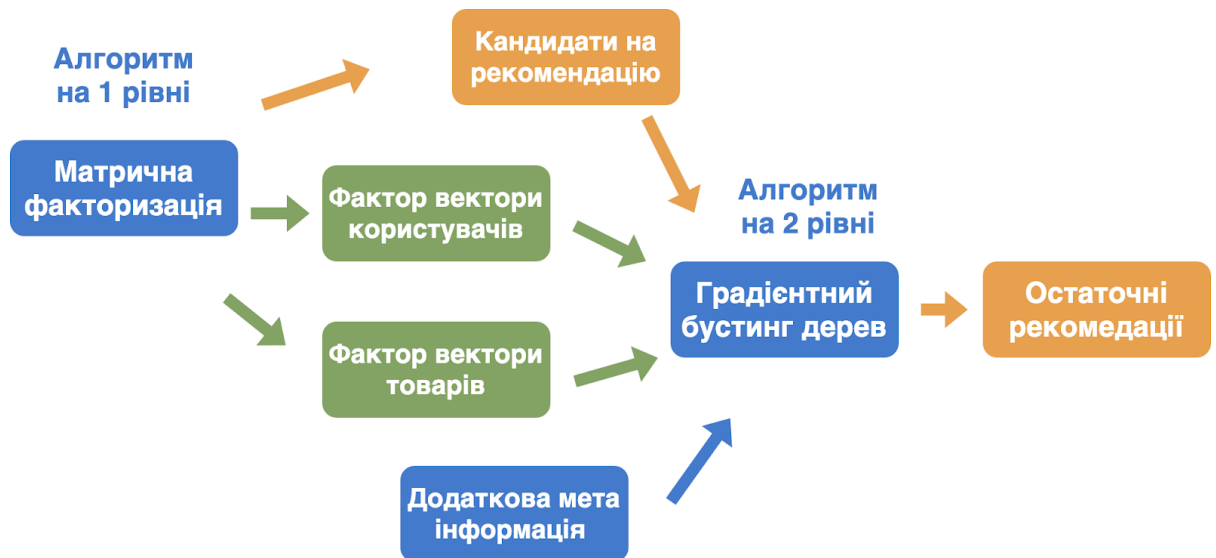 Алгоритм
на 1 рівні
Кандидати на
рекомендацію
Матрична
факторизація
Фактор вектори
користувачів
Алгоритм
на 2 рівні
Градієнтний
бустинг дерев
Остаточні
рекомедації
Фактор вектори
товарів
Додаткова мета
інформація